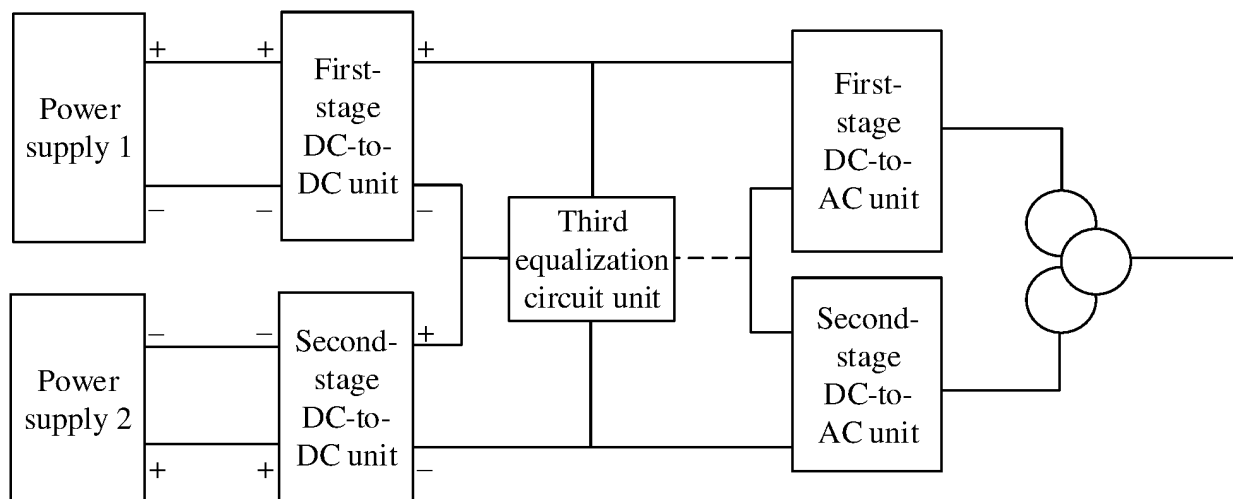 Power
supply 1
+
−
+
−
First-
stage
DC-to-
DC unit
+
−
Third
equalization
circuit unit
First-
stage
DC-to-
AC unit
Power
supply 2
−
+
−
+
Second-
stage
DC-to-
DC unit
+
−
Second-
stage
DC-to-
AC unit